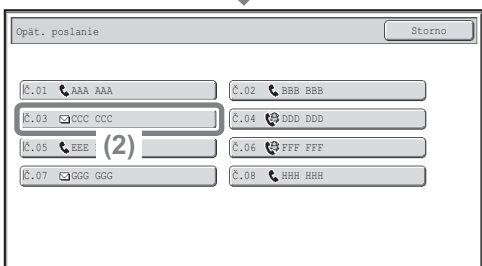 Opät. poslanie Storno
Č.01 AAA AAA Č.02 BBB BBB
Č.03 CCC CCC Č.04 DDD DDD
Č.05 EEE (2) Č.06 FFF FFF
Č.07 GGG GGG Č.08 HHH HHH